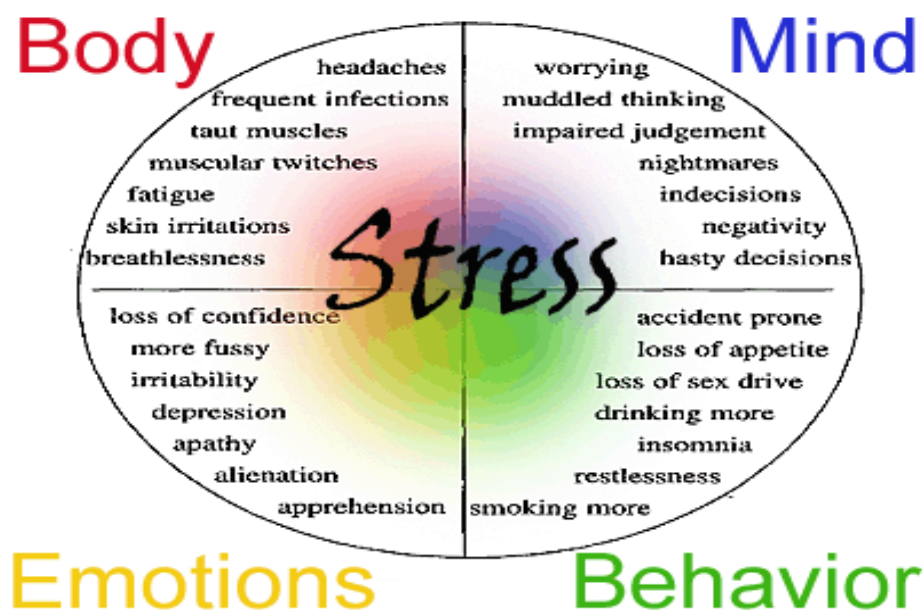 Body
headaches
frequent infections
taut muscles
muscular twitches
fatigue
skin irritations
breathlessness
Mind
worrying
muddled thinking
impaired judgement
nightmares
indecisions
negativity
hasty decisions
Stress
loss of confidence
more fussy
irritability
depression
apathy
alienation
apprehension
Emotions
accident prone
loss of appetite
loss of sex drive
drinking more
insomnia
restlessness
smoking more
Behavior